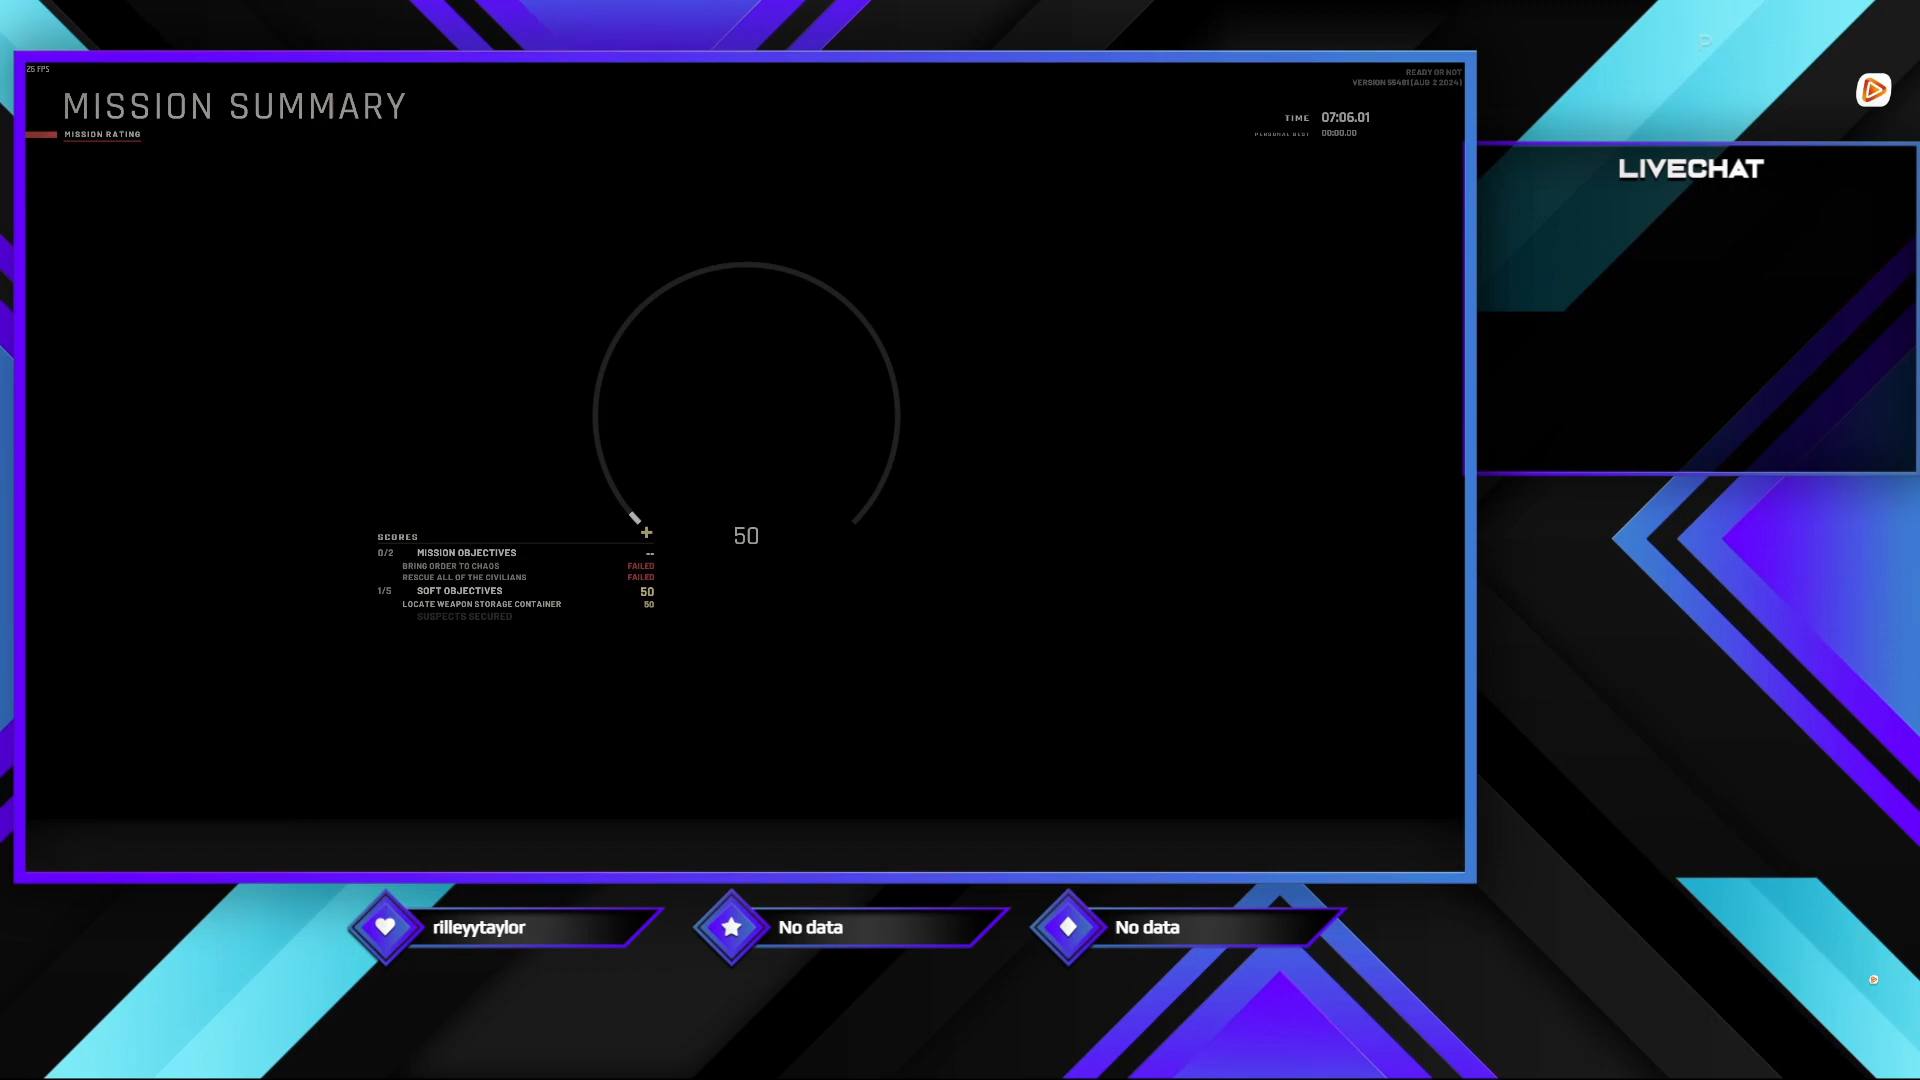 25 FPS
READY OR NOT
VERSION 55481 (AUG 2 2024)
MISSION SUMMARY
MISSION RATING
TIME 07:06.01
PERSONAL BEST 00:00.00
LIVECHAT
50
SCORES
0/2 MISSION OBJECTIVES --
BRING ORDER TO CHAOS FAILED
RESCUE ALL OF THE CIVILIANS FAILED
1/5 SOFT OBJECTIVES 50
LOCATE WEAPON STORAGE CONTAINER 50
SUSPECTS SECURED
rilleyytaylor
No data
No data